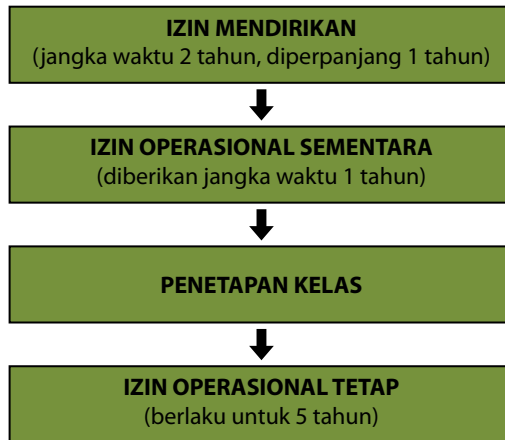 IZIN MENDIRIKAN
(jangka waktu 2 tahun, diperpanjang 1 tahun)
IZIN OPERASIONAL SEMENTARA
(diberikan jangka waktu 1 tahun)
PENETAPAN KELAS
IZIN OPERASIONAL TETAP
(berlaku untuk 5 tahun)